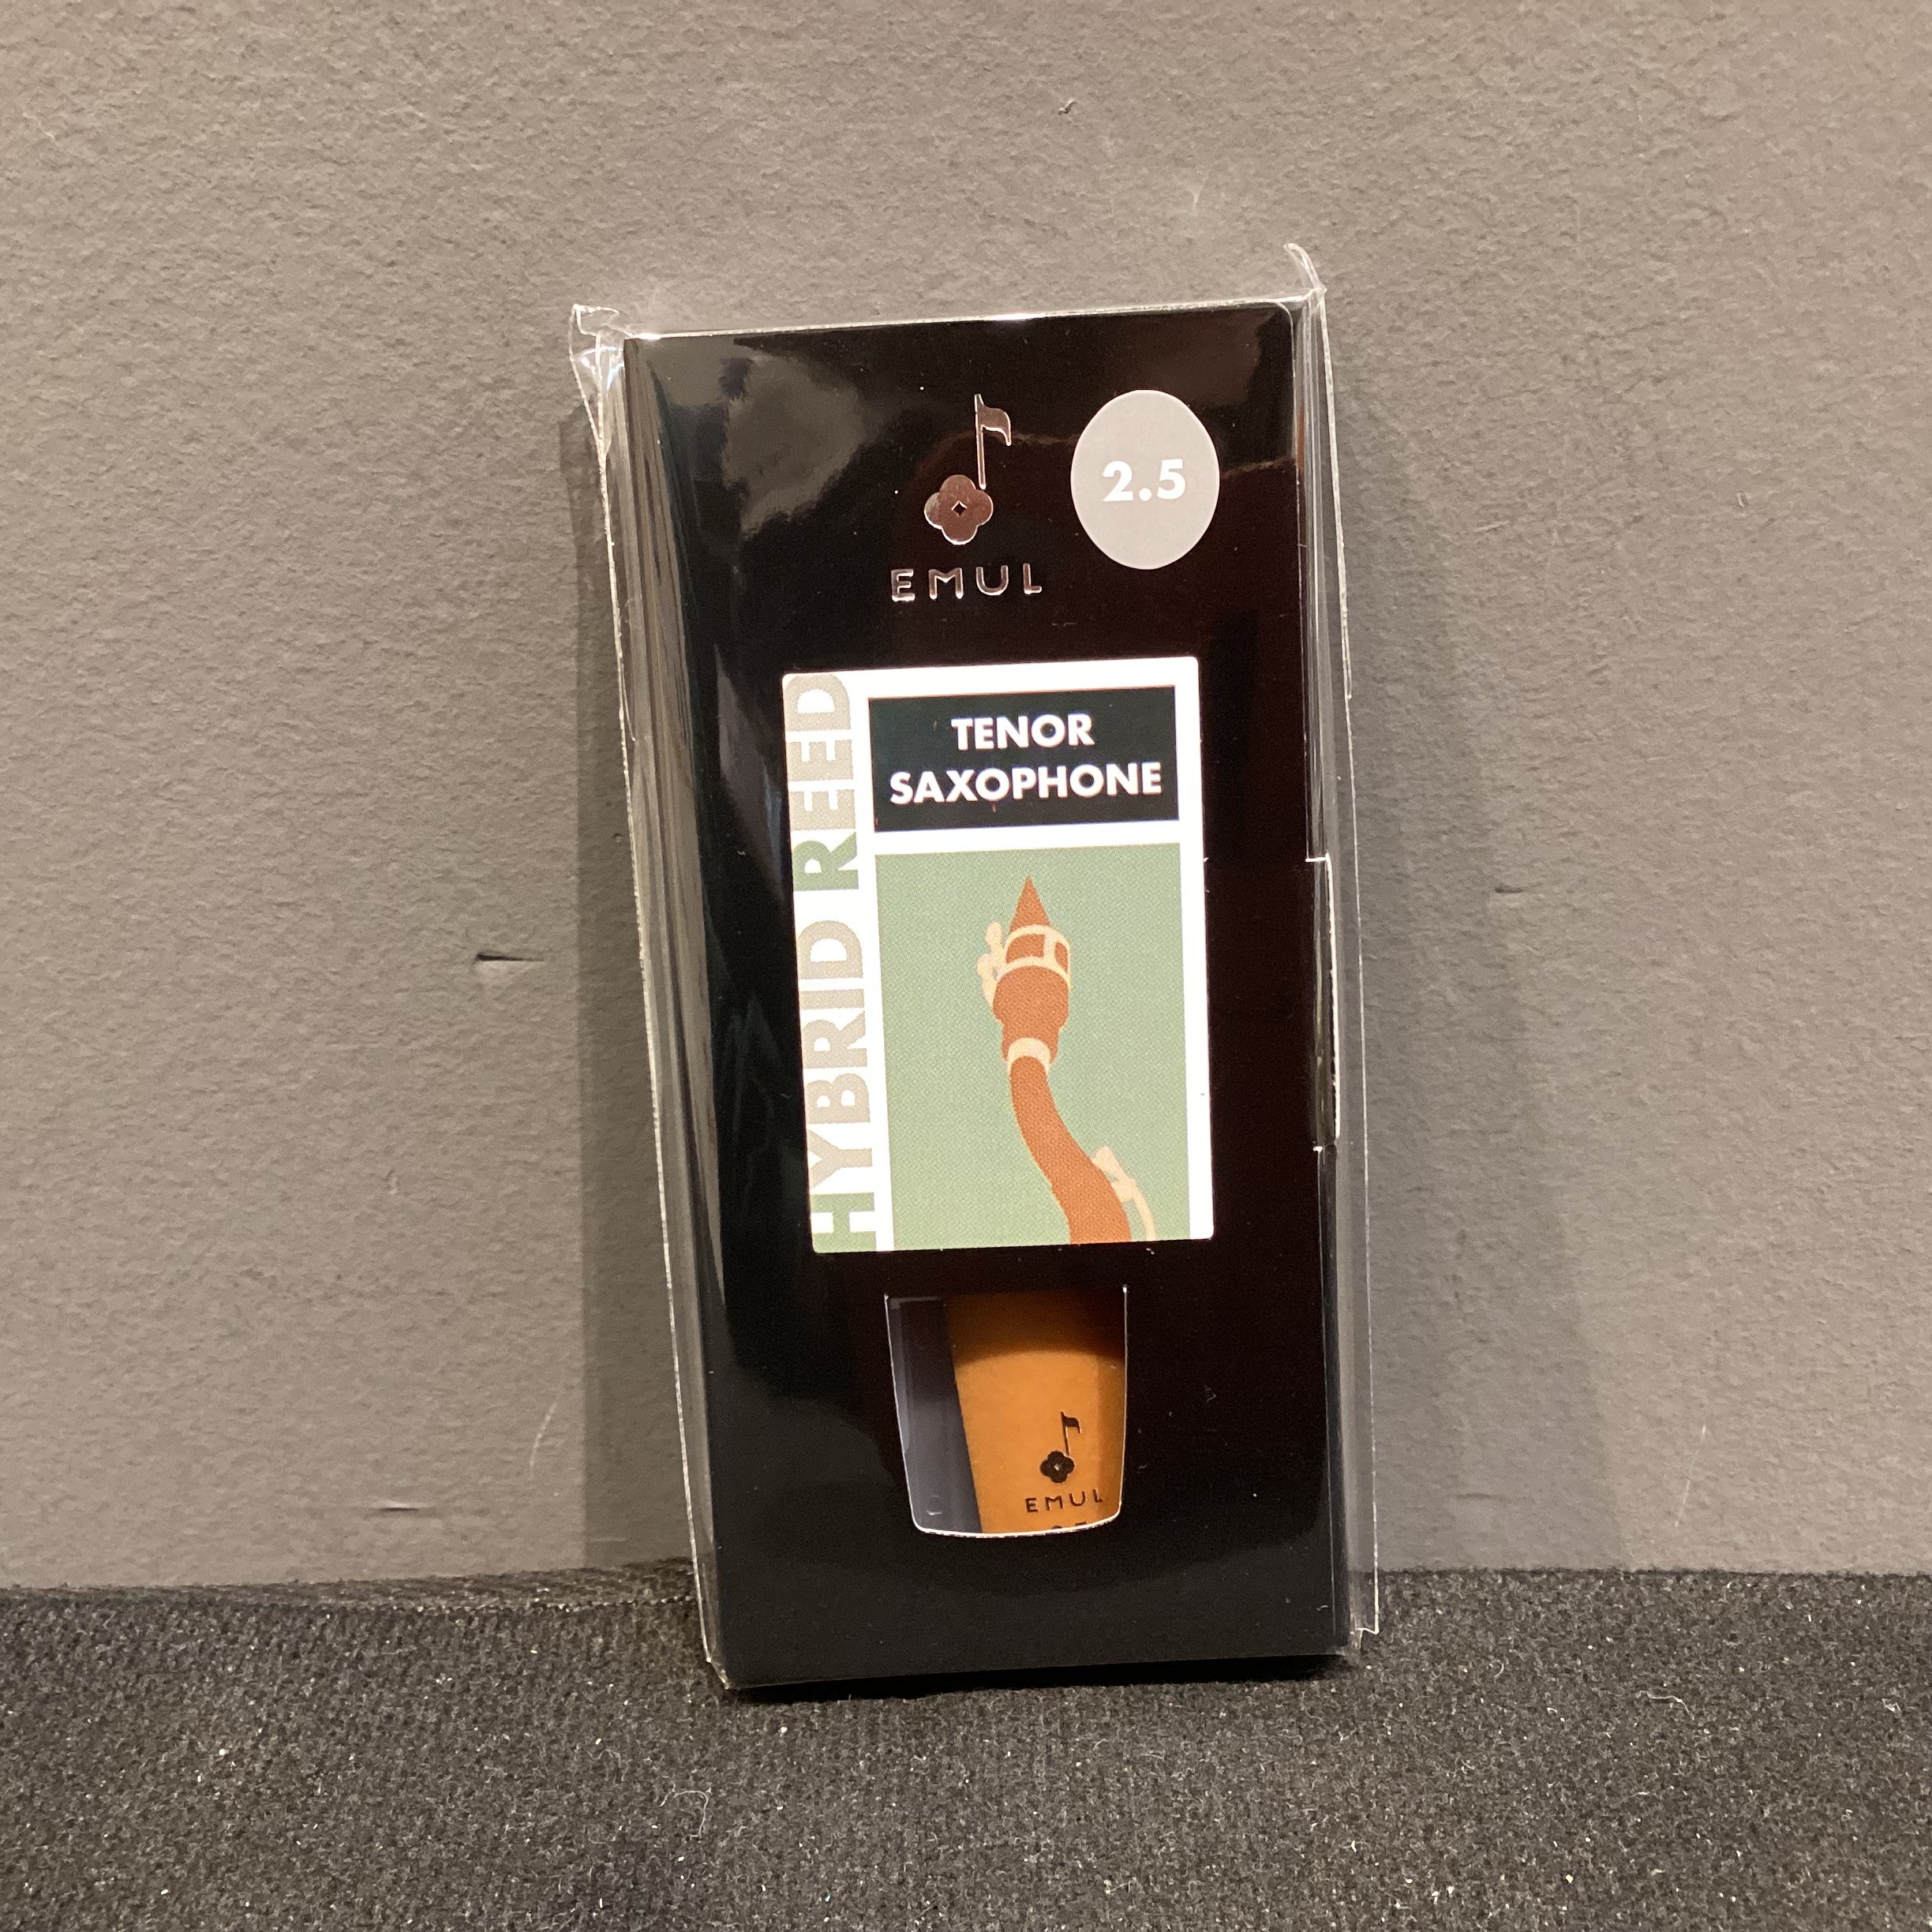 2.5
EMUL
HYBRID REED
TENOR
SAXOPHONE
EMUL